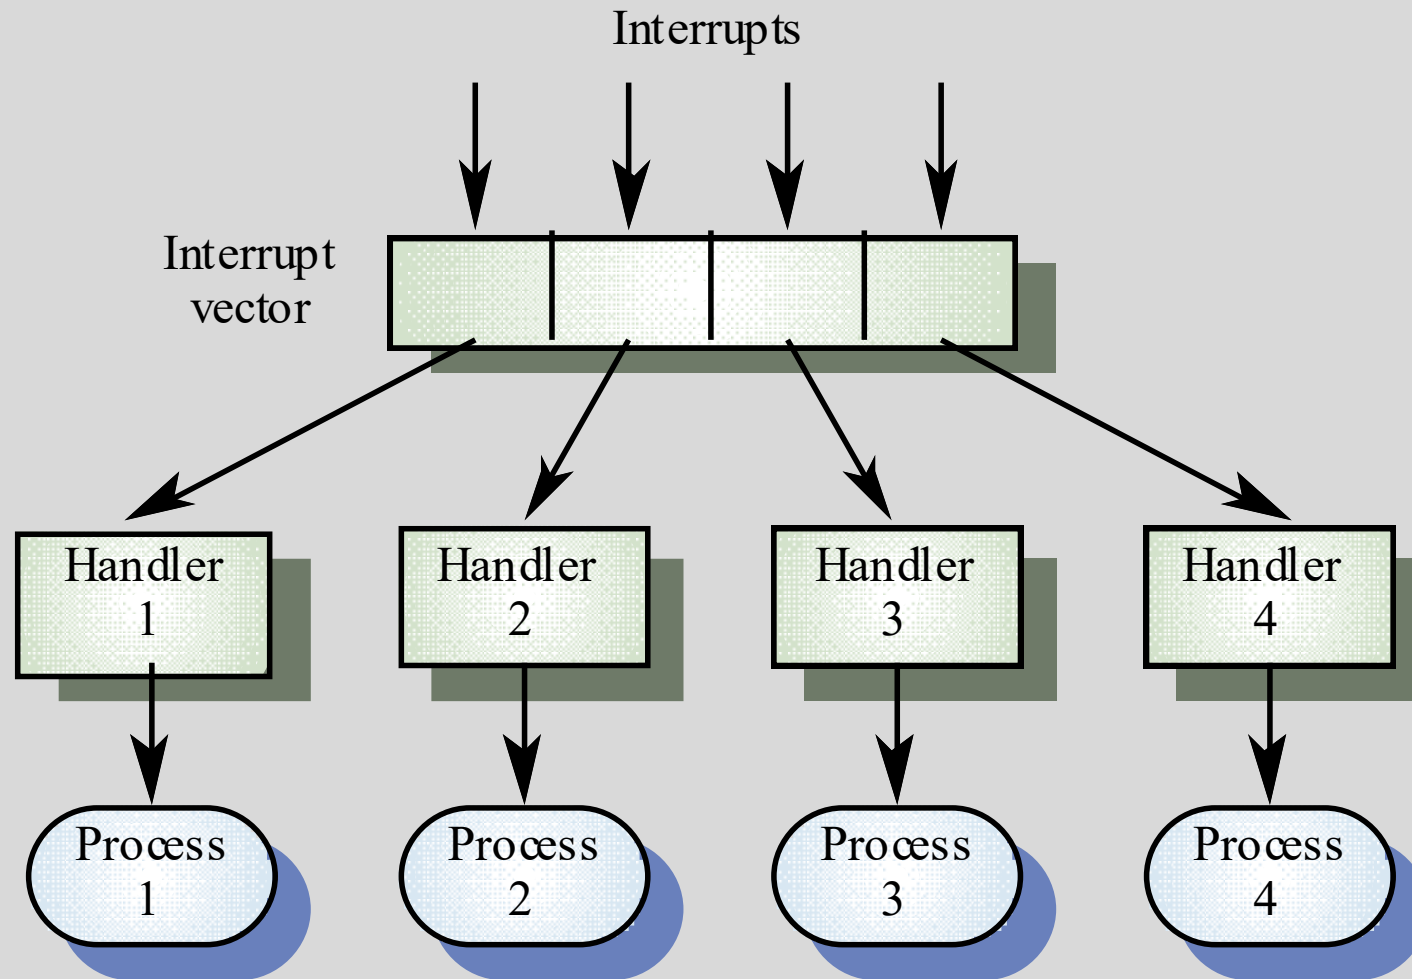 Interrupts
Interrupt
vector
Handler
1
Handler
2
Handler
3
Handler
4
Process
1
Process
2
Process
3
Process
4